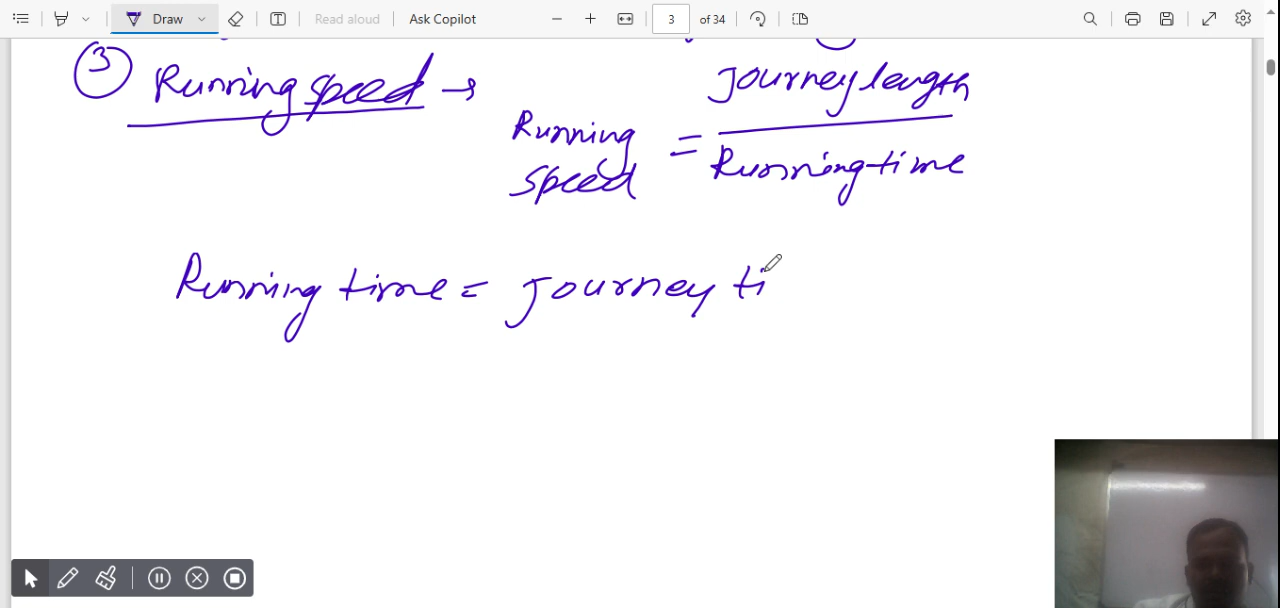 Draw
Read aloud
Ask Copilot
3
of 34
3 Running speed →
Running speed = Journey length / Running time
Running time = Journey ti